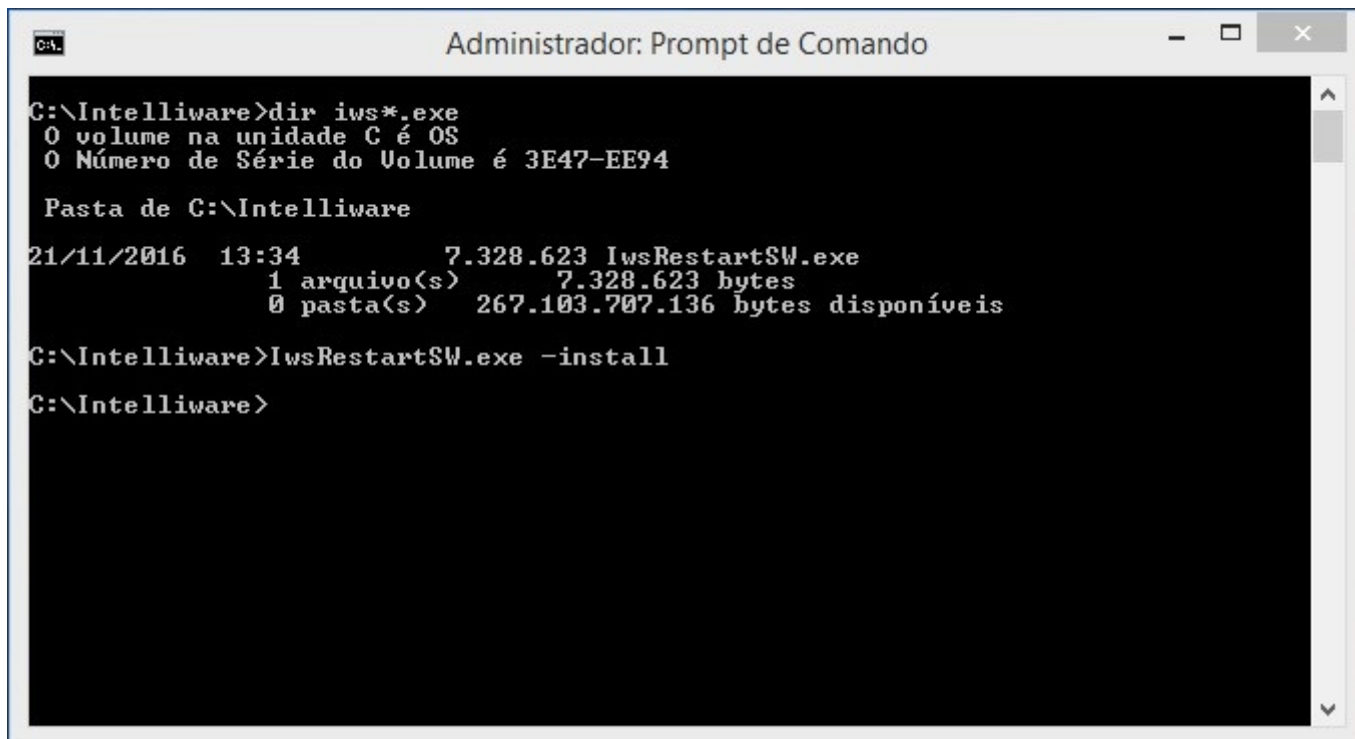 Administrador: Prompt de Comando
C:\Intelliware>dir iws*.exe
O volume na unidade C é OS
O Número de Série do Volume é 3E47-EE94
Pasta de C:\Intelliware
21/11/2016  13:34         7.328.623 IwsRestartSW.exe
1 arquivo(s)      7.328.623 bytes
0 pasta(s)   267.103.707.136 bytes disponíveis
C:\Intelliware>IwsRestartSW.exe -install
C:\Intelliware>